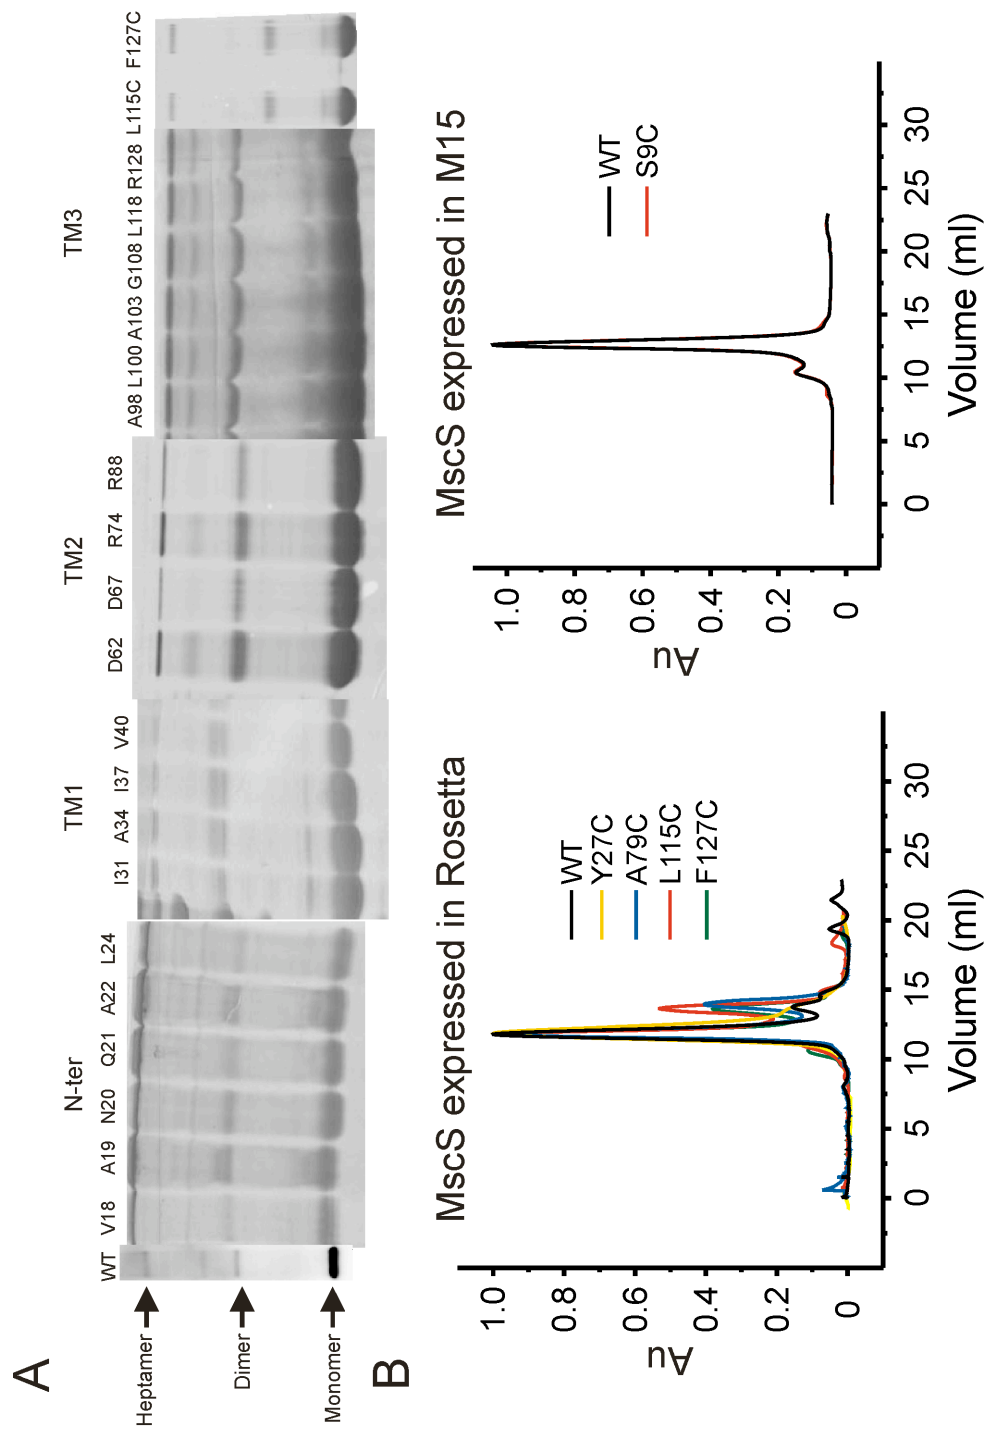 A
N-ter TM1 TM2 TM3
WT V18 A19 N20 Q21 A22 L24 I31 A34 I37 V40 D62 D67 R74 R88 A98 L100 A103 G108 L118 R128 L115C F127C
Heptamer
Dimer
Monomer
B
MscS expressed in Rosetta
1.0
0.8
0.6
0.4
0.2
0
Au
WT
Y27C
A79C
L115C
F127C
0 5 10 15 20 25 30
Volume (ml)
MscS expressed in M15
1.0
0.8
0.6
0.4
0.2
0
Au
WT
S9C
0 5 10 15 20 25 30
Volume (ml)